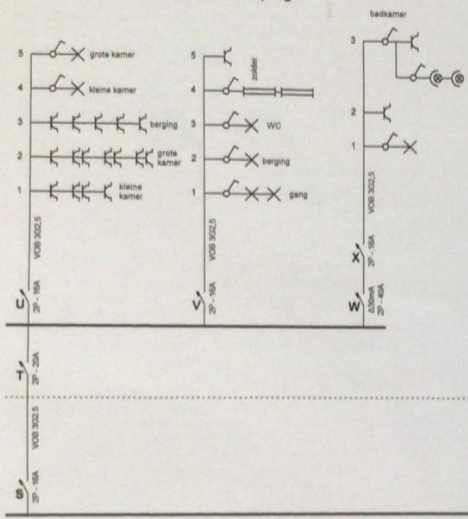 badkamer
5 grote kamer
4 kleine kamer
3 berging
2 grote
kamer
1 kleine
kamer
VOB 3G2,5
U 2P - 16A
5
4 zolder
3 WC
2 berging
1 gang
VOB 3G2,5
V 2P - 16A
3
2
1
VOB 3G2,5
X 2P - 16A
W Δ30mA
2P - 40A
T 2P - 20A
VOB 3G2,5
S 2P - 16A